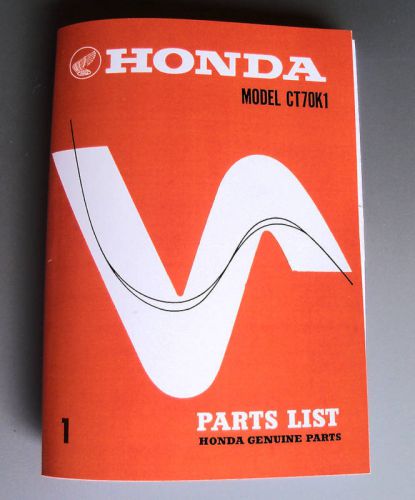 HONDA
MODEL CT70K1
1
PARTS LIST
HONDA GENUINE PARTS